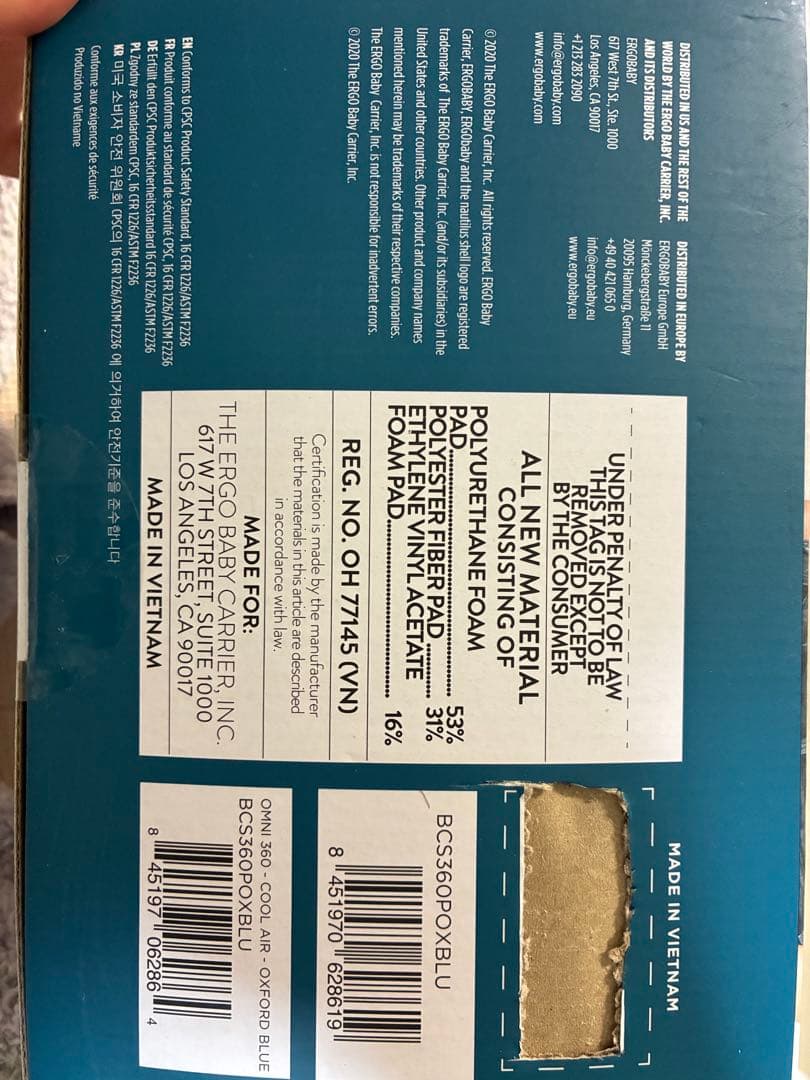 DISTRIBUTED IN US AND THE REST OF THE
WORLD BY THE ERGO BABY CARRIER, INC.
AND ITS DISTRIBUTORS
ERGOBABY
617 West 7th St., Ste. 1000
Los Angeles, CA 90017
+1 213 283 2090
info@ergobaby.com
www.ergobaby.com
DISTRIBUTED IN EUROPE BY
ERGOBABY Europe GmbH
Mönckebergstraße 11
20095 Hamburg, Germany
+49 40 421 065 0
info@ergobaby.eu
www.ergobaby.eu
© 2020 The ERGO Baby Carrier, Inc. All rights reserved. ERGO Baby
Carrier, ERGOBABY, ERGObaby and the nautilus shell logo are registered
trademarks of The ERGO Baby Carrier, Inc. (and/or its subsidiaries) in the
United States and other countries. Other product and company names
mentioned herein may be trademarks of their respective companies.
The ERGO Baby Carrier, Inc. is not responsible for inadvertent errors.
© 2020 The ERGO Baby Carrier, Inc.
EN Conforms to CPSC Product Safety Standard, 16 CFR 1226/ASTM F2236
FR Produit conforme au standard de sécurité CPSC, 16 CFR 1226/ASTM F2236
DE Erfüllt den CPSC Produktsicherheitsstandard 16 CFR 1226/ASTM F2236
PL Zgodny ze standardem CPSC, 16 CFR 1226/ASTM F2236
KR 미국 소비자 안전 위원회 CPSC의 16 CFR 1226/ASTM F2236 에 의거하여 안전기준을 준수합니다
Conforme aux exigences de sécurité
Produzido no Vietname
UNDER PENALTY OF LAW
THIS TAG IS NOT TO BE
REMOVED EXCEPT
BY THE CONSUMER
ALL NEW MATERIAL
CONSISTING OF
POLYURETHANE FOAM
PAD................................ 53%
POLYESTER FIBER PAD........ 31%
ETHYLENE VINYL ACETATE
FOAM PAD........................ 16%
REG. NO. OH 77145 (VN)
Certification is made by the manufacturer
that the materials in this article are described
in accordance with law.
MADE FOR:
THE ERGO BABY CARRIER, INC.
617 W 7TH STREET, SUITE 1000
LOS ANGELES, CA 90017
MADE IN VIETNAM
MADE IN VIETNAM
BCS360POXBLU
8 451970 628619
OMNI 360 - COOL AIR - OXFORD BLUE
BCS360POXBLU
8 45197 06286 4